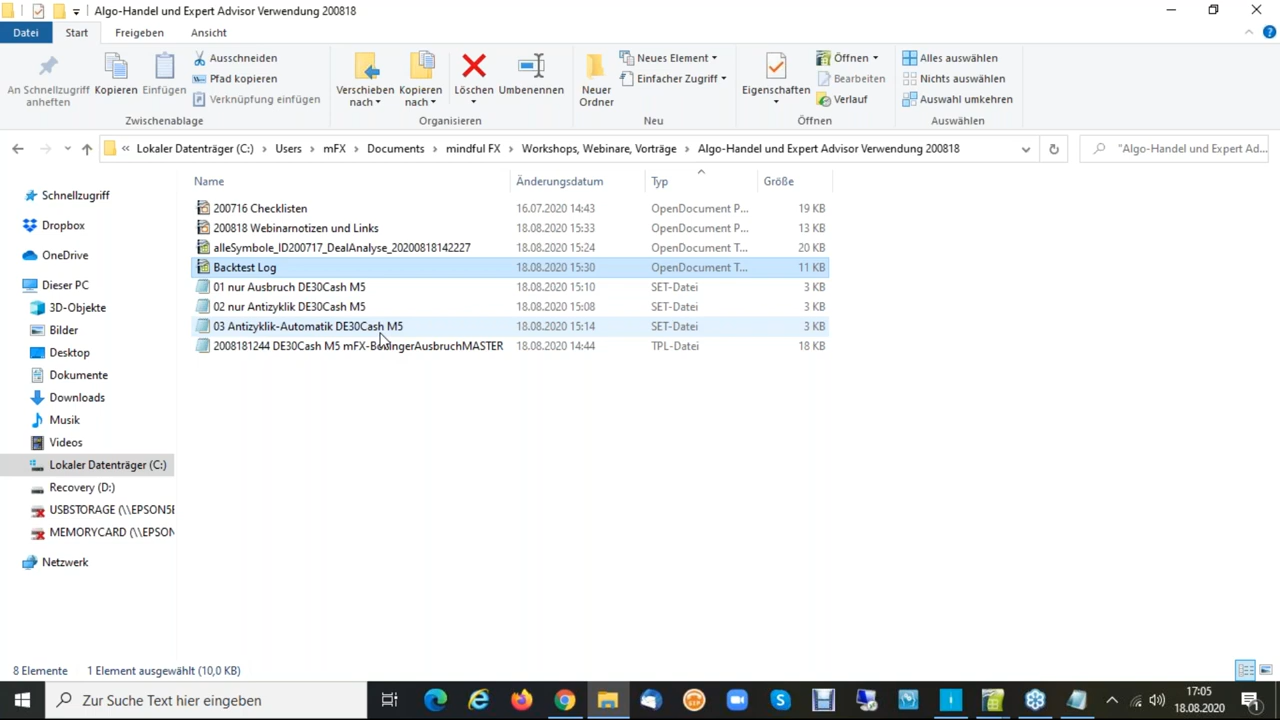 Algo-Handel und Expert Advisor Verwendung 200818
Datei Start Freigeben Ansicht
An Schnellzugriff anheften
Kopieren
Einfügen
Ausschneiden
Pfad kopieren
Verknüpfung einfügen
Zwischenablage
Verschieben nach
Kopieren nach
Löschen
Umbenennen
Organisieren
Neuer Ordner
Neues Element
Einfacher Zugriff
Neu
Eigenschaften
Öffnen
Bearbeiten
Verlauf
Öffnen
Alles auswählen
Nichts auswählen
Auswahl umkehren
Auswählen
« Lokaler Datenträger (C:) > Users > mFX > Documents > mindful FX > Workshops, Webinare, Vorträge > Algo-Handel und Expert Advisor Verwendung 200818
"Algo-Handel und Expert Ad...
Name Änderungsdatum Typ Größe
200716 Checklisten 16.07.2020 14:43 OpenDocument P... 19 KB
200818 Webinarnotizen und Links 18.08.2020 15:33 OpenDocument P... 13 KB
alleSymbole_ID200717_DealAnalyse_20200818142227 18.08.2020 15:24 OpenDocument T... 20 KB
Backtest Log 18.08.2020 15:30 OpenDocument T... 11 KB
01 nur Ausbruch DE30Cash M5 18.08.2020 15:10 SET-Datei 3 KB
02 nur Antizyklik DE30Cash M5 18.08.2020 15:08 SET-Datei 3 KB
03 Antizyklik-Automatik DE30Cash M5 18.08.2020 15:14 SET-Datei 3 KB
2008181244 DE30Cash M5 mFX-BollingerAusbruchMASTER 18.08.2020 14:44 TPL-Datei 18 KB
Schnellzugriff
Dropbox
OneDrive
Dieser PC
3D-Objekte
Bilder
Desktop
Dokumente
Downloads
Musik
Videos
Lokaler Datenträger (C:)
Recovery (D:)
USBSTORAGE (\\EPSON5E
MEMORYCARD (\\EPSON
Netzwerk
8 Elemente 1 Element ausgewählt (10,0 KB)
Zur Suche Text hier eingeben
17:05
18.08.2020